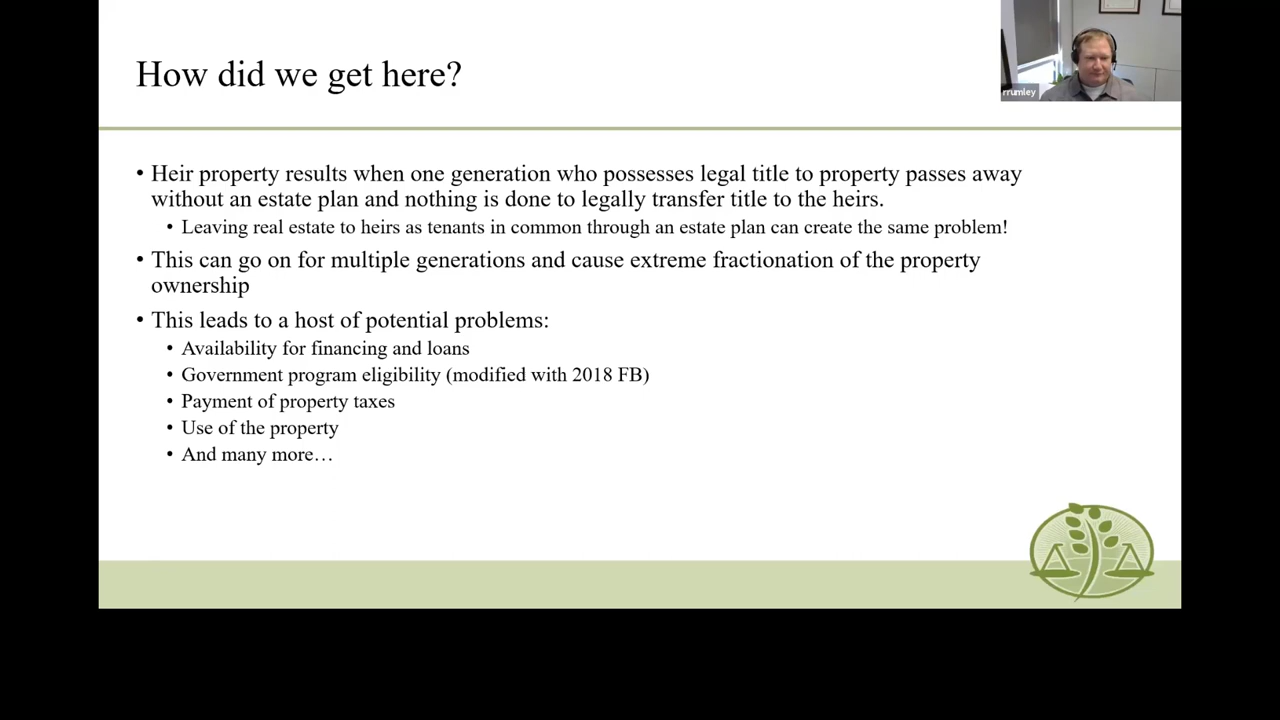 How did we get here?
rrumley
• Heir property results when one generation who possesses legal title to property passes away
without an estate plan and nothing is done to legally transfer title to the heirs.
• Leaving real estate to heirs as tenants in common through an estate plan can create the same problem!
• This can go on for multiple generations and cause extreme fractionation of the property
ownership
• This leads to a host of potential problems:
• Availability for financing and loans
• Government program eligibility (modified with 2018 FB)
• Payment of property taxes
• Use of the property
• And many more…